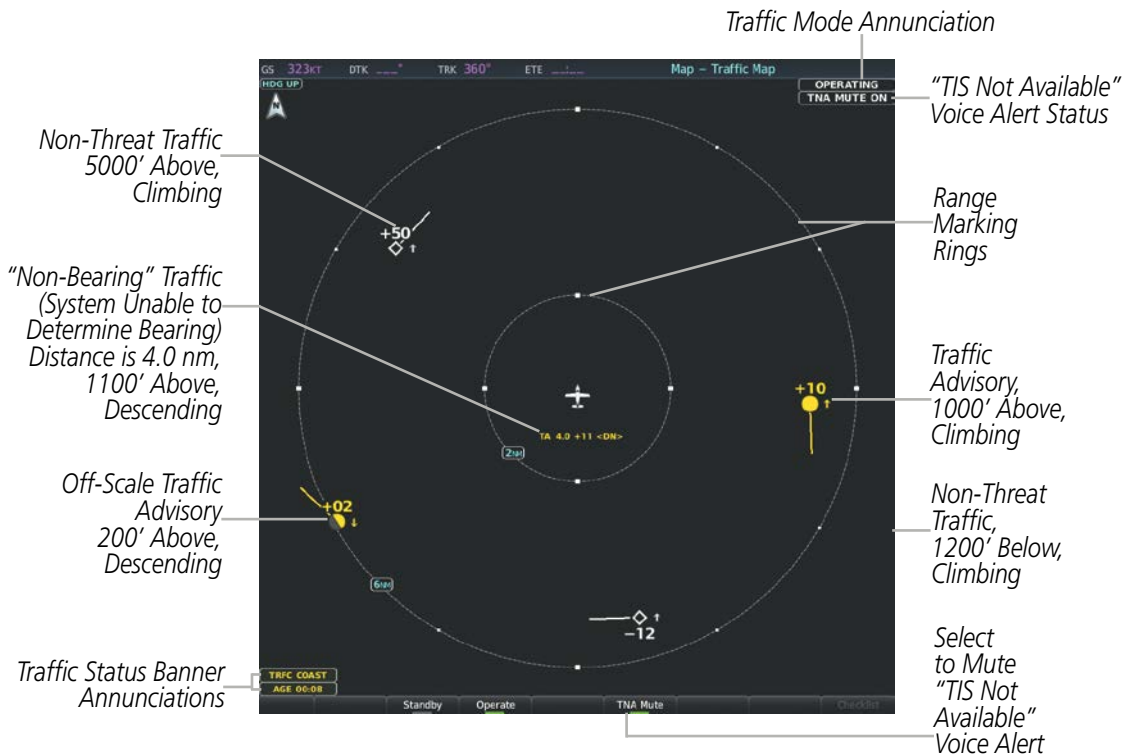 Traffic Mode Annunciation
GS 323KT DTK ___° TRK 360° ETE __:__ Map – Traffic Map
HDG UP
OPERATING
TNA MUTE ON
N
"TIS Not Available"
Voice Alert Status
Non-Threat Traffic
5000' Above,
Climbing
+50
Range
Marking
Rings
"Non-Bearing" Traffic
(System Unable to
Determine Bearing)
Distance is 4.0 nm,
1100' Above,
Descending
TA 4.0 +11 <DN>
2NM
+10
Traffic
Advisory,
1000' Above,
Climbing
Off-Scale Traffic
Advisory
200' Above,
Descending
+02
6NM
Non-Threat
Traffic,
1200' Below,
Climbing
−12
Traffic Status Banner
Annunciations
TRFC COAST
AGE 00:08
Standby Operate TNA Mute Checklist
Select
to Mute
"TIS Not
Available"
Voice Alert